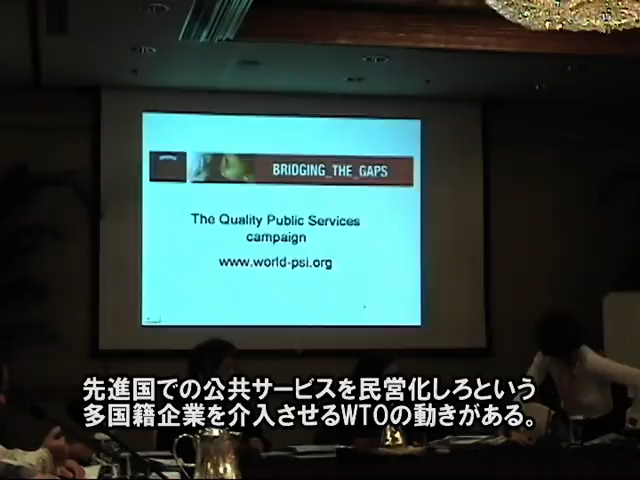 BRIDGING_THE_GAPS
The Quality Public Services
campaign
www.world-psi.org
先進国での公共サービスを民営化しろという
多国籍企業を介入させるWTOの動きがある。